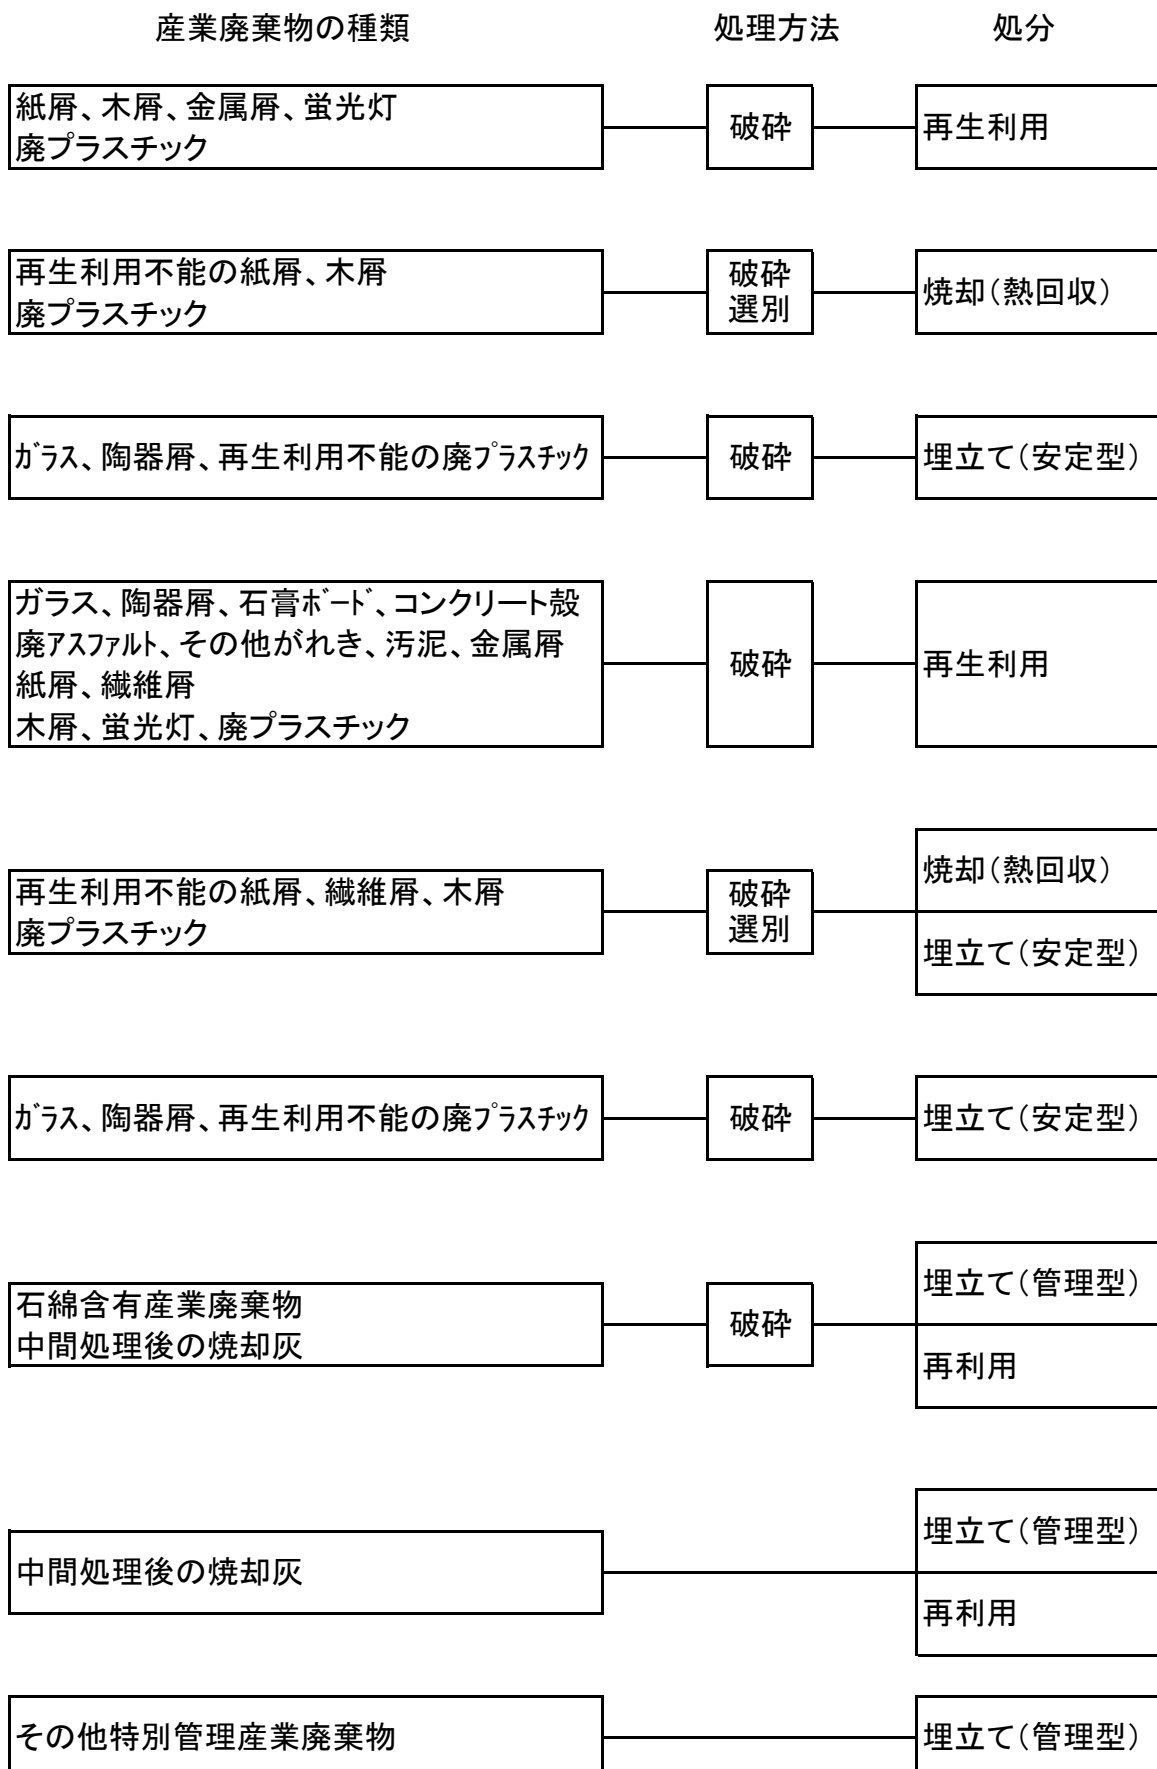 産業廃棄物の種類 処理方法 処分
紙屑、木屑、金属屑、蛍光灯
廃プラスチック
破砕
再生利用
再生利用不能の紙屑、木屑
廃プラスチック
破砕
選別
焼却(熱回収)
ｶﾞﾗｽ、陶器屑、再生利用不能の廃ﾌﾟﾗｽﾁｯｸ
破砕
埋立て(安定型)
ガラス、陶器屑、石膏ﾎﾞｰﾄﾞ、コンクリート殻
廃ｱｽﾌｧﾙﾄ、その他がれき、汚泥、金属屑
紙屑、繊維屑
木屑、蛍光灯、廃プラスチック
破砕
再生利用
再生利用不能の紙屑、繊維屑、木屑
廃プラスチック
破砕
選別
焼却(熱回収)
埋立て(安定型)
ｶﾞﾗｽ、陶器屑、再生利用不能の廃ﾌﾟﾗｽﾁｯｸ
破砕
埋立て(安定型)
石綿含有産業廃棄物
中間処理後の焼却灰
破砕
埋立て(管理型)
再利用
中間処理後の焼却灰
埋立て(管理型)
再利用
その他特別管理産業廃棄物
埋立て(管理型)